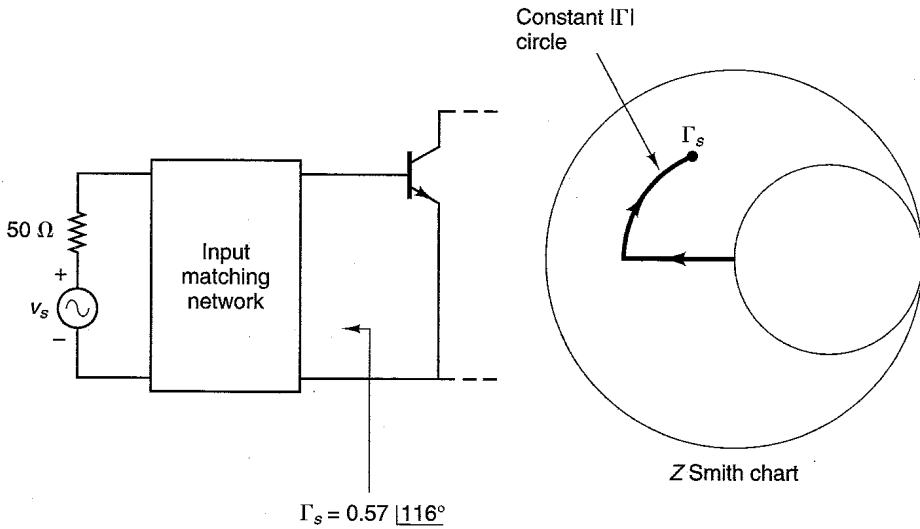 Constant |Γ|
circle
Γs
50 Ω
+
vs
−
Input
matching
network
Z Smith chart
Γs = 0.57 |116°